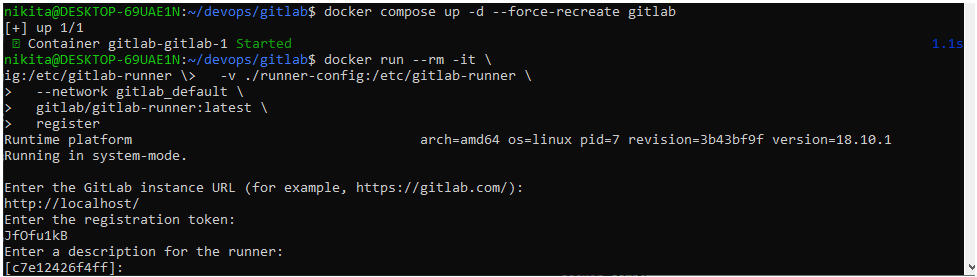 nikita@DESKTOP-69UAE1N:~/devops/gitlab$ docker compose up -d --force-recreate gitlab
[+] up 1/1
Container gitlab-gitlab-1 Started 1.1s
nikita@DESKTOP-69UAE1N:~/devops/gitlab$ docker run --rm -it \
ig:/etc/gitlab-runner \>   -v ./runner-config:/etc/gitlab-runner \
>   --network gitlab_default \
>   gitlab/gitlab-runner:latest \
>   register
Runtime platform                                    arch=amd64 os=linux pid=7 revision=3b43bf9f version=18.10.1
Running in system-mode.
Enter the GitLab instance URL (for example, https://gitlab.com/):
http://localhost/
Enter the registration token:
JfOfu1kB
Enter a description for the runner:
[c7e12426f4ff]: